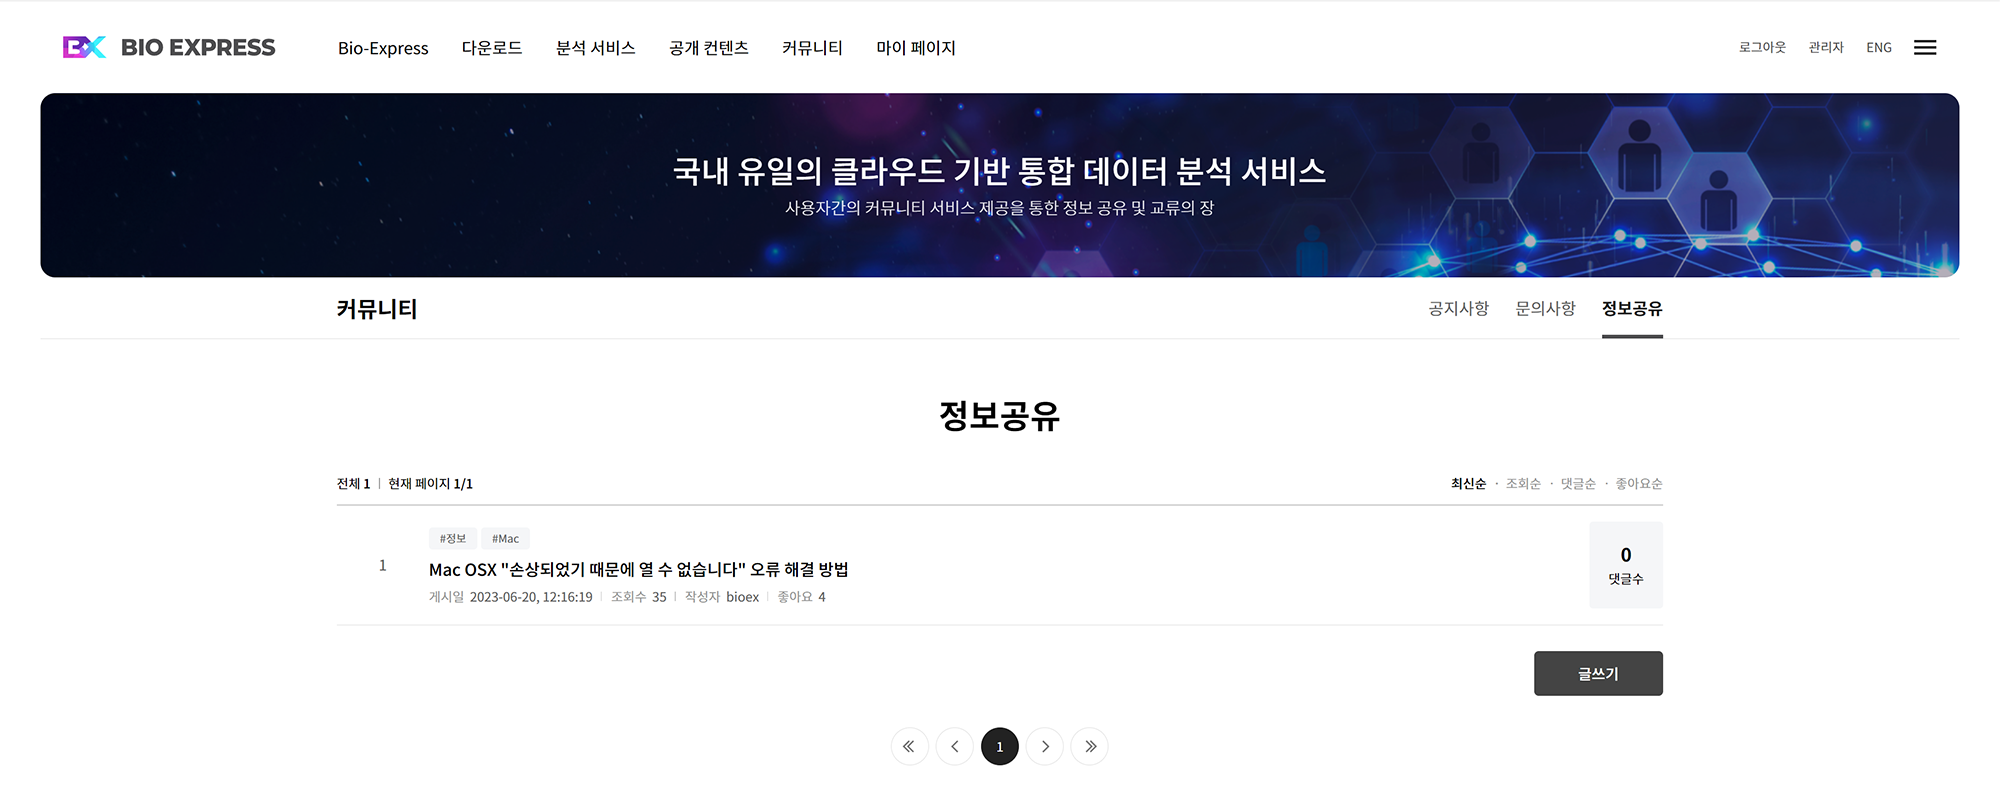 BX BIO EXPRESS Bio-Express 다운로드 분석 서비스 공개 컨텐츠 커뮤니티 마이 페이지 로그아웃 관리자 ENG
국내 유일의 클라우드 기반 통합 데이터 분석 서비스
사용자간의 커뮤니티 서비스 제공을 통한 정보 공유 및 교류의 장
커뮤니티 공지사항 문의사항 정보공유
정보공유
전체 1 | 현재 페이지 1/1 최신순 · 조회순 · 댓글순 · 좋아요순
#정보 #Mac
1 Mac OSX "손상되었기 때문에 열 수 없습니다" 오류 해결 방법
게시일 2023-06-20, 12:16:19 | 조회수 35 | 작성자 bioex | 좋아요 4
0
댓글수
글쓰기
1